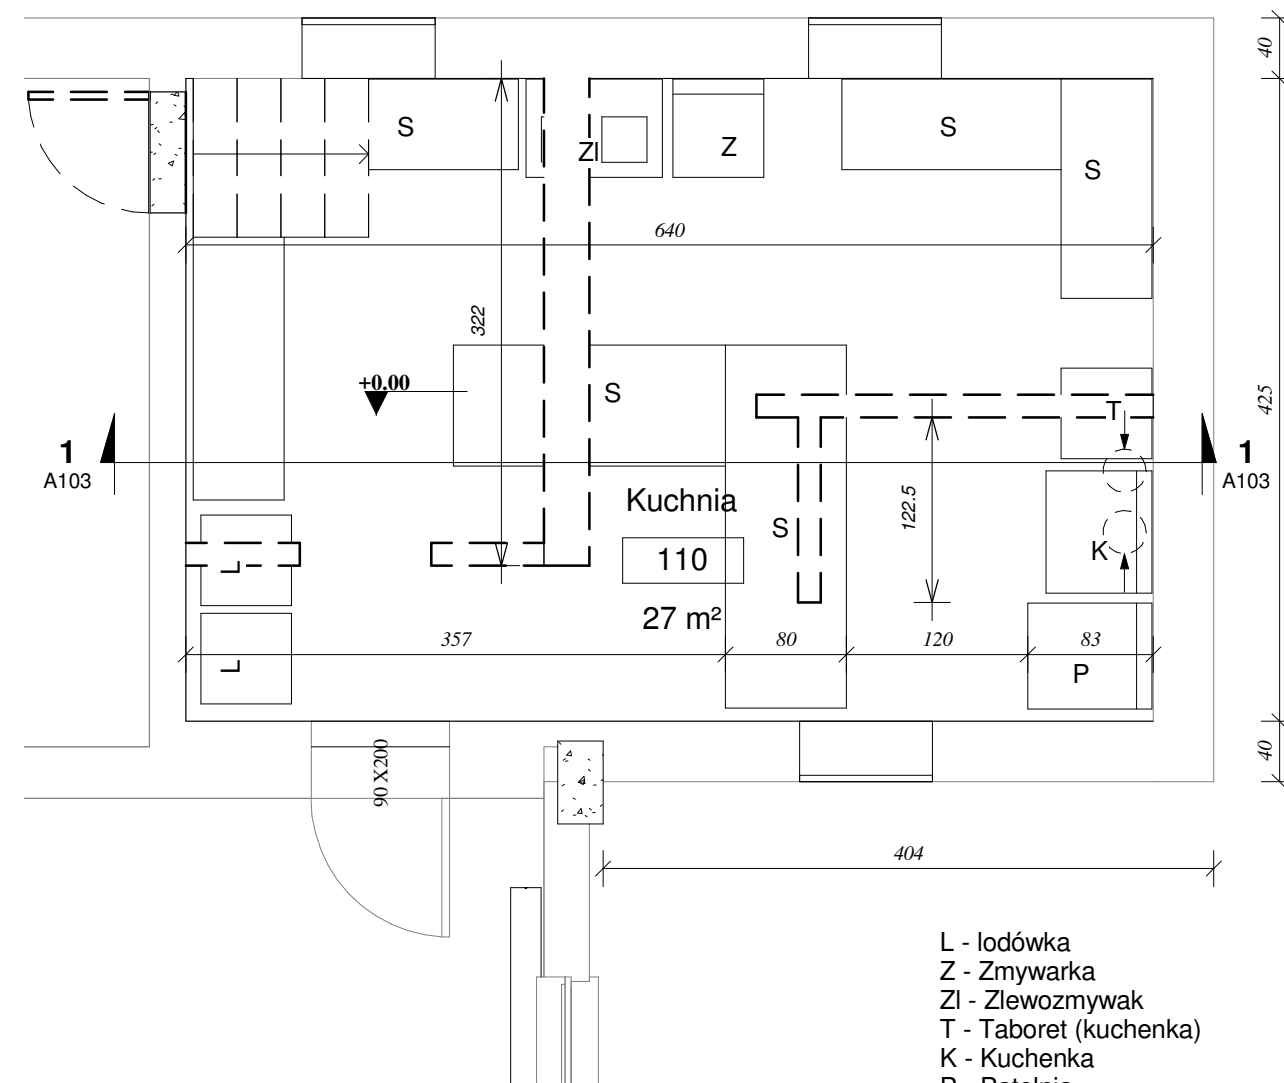 40
S
Zl
Z
S
S
640
322
+0.00
S
T
425
1
A103
1
A103
Kuchnia
122.5
S
K
110
L
27 m²
357
80
120
83
L
P
90 X200
40
404
L - lodówka
Z - Zmywarka
Zl - Zlewozmywak
T - Taboret (kuchenka)
K - Kuchenka